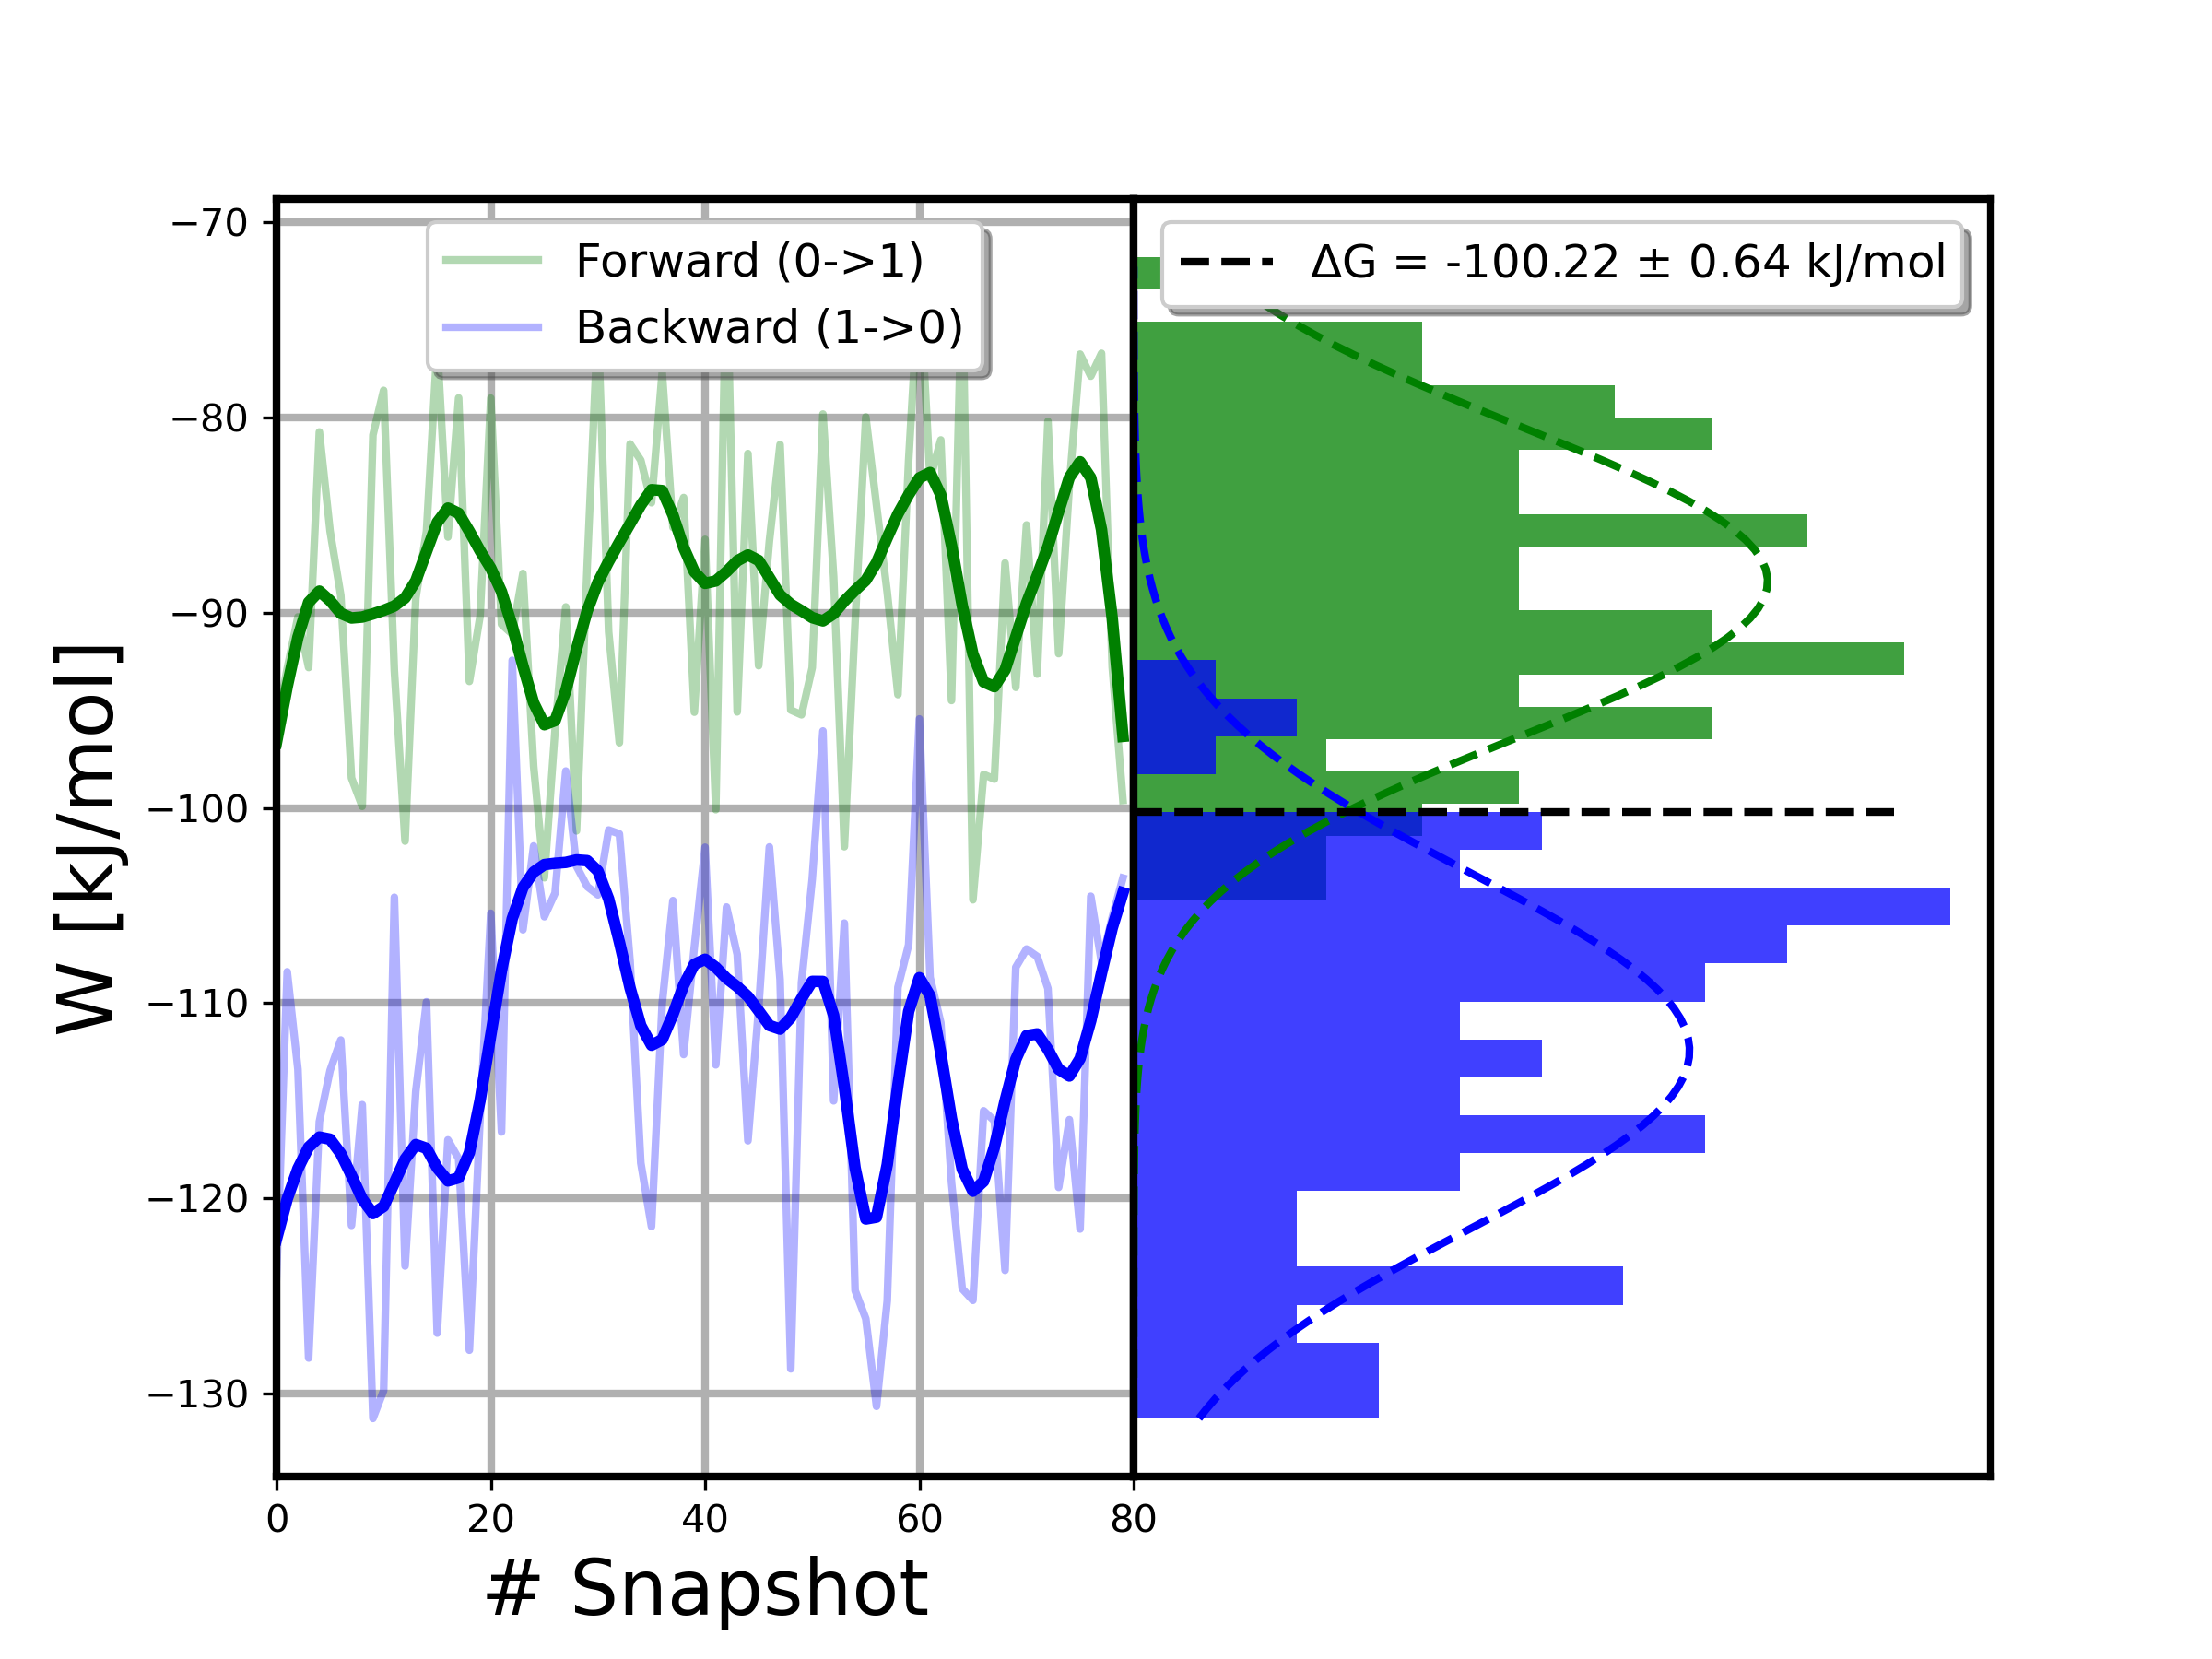 Forward (0->1)
Backward (1->0)
ΔG = -100.22 ± 0.64 kJ/mol
W [kJ/mol]
−70
−80
−90
−100
−110
−120
−130
0 20 40 60 80
# Snapshot